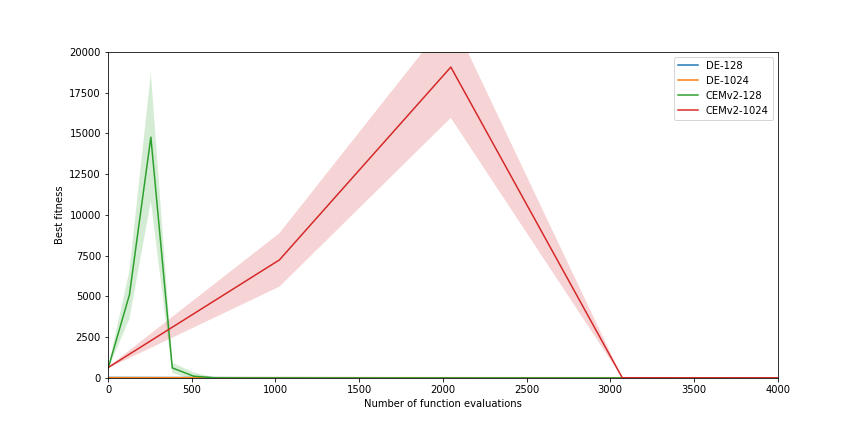 20000
17500
15000
12500
10000
7500
5000
2500
0
Best fitness
0 500 1000 1500 2000 2500 3000 3500 4000
Number of function evaluations
DE-128
DE-1024
CEMv2-128
CEMv2-1024